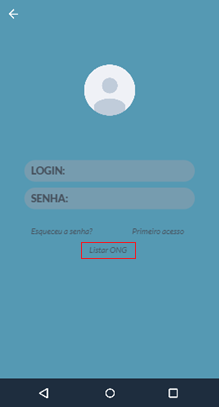 LOGIN:
SENHA:
Esqueceu a senha? Primeiro acesso
Listar ONG